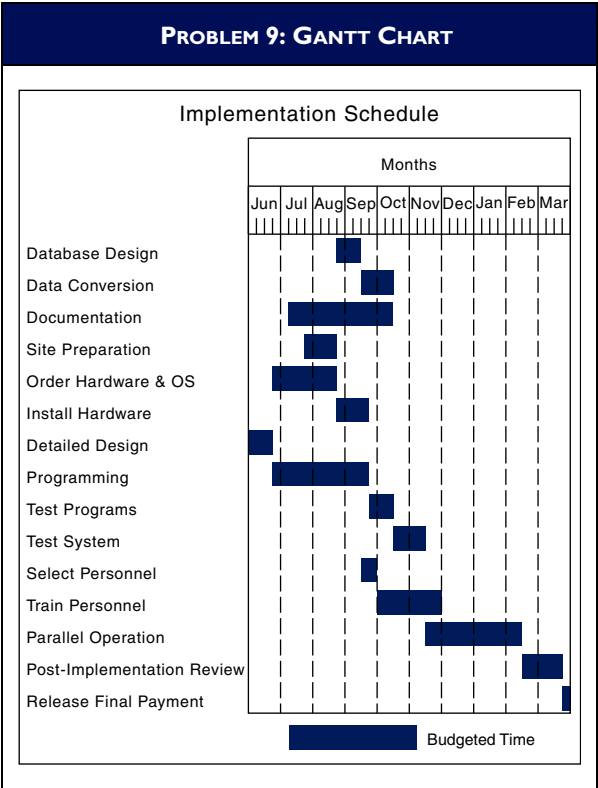 PROBLEM 9: GANTT CHART
Implementation Schedule
Months
Jun Jul Aug Sep Oct Nov Dec Jan Feb Mar
Database Design
Data Conversion
Documentation
Site Preparation
Order Hardware & OS
Install Hardware
Detailed Design
Programming
Test Programs
Test System
Select Personnel
Train Personnel
Parallel Operation
Post-Implementation Review
Release Final Payment
Budgeted Time